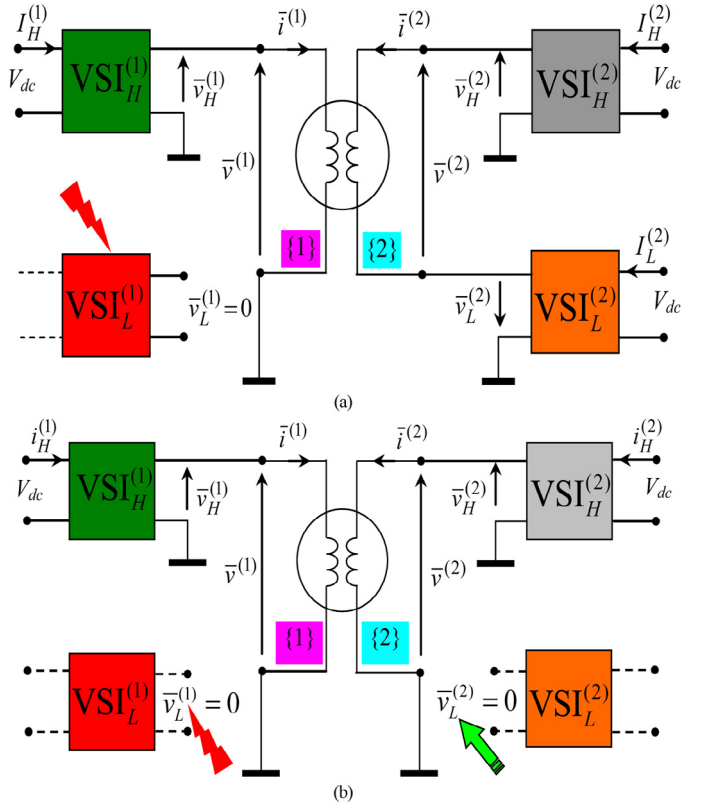 I_H^(1)
i̅^(1)
i̅^(2)
I_H^(2)
V_dc
VSI_H^(1)
v̅_H^(1)
v̅_H^(2)
VSI_H^(2)
V_dc
v̅^(1)
v̅^(2)
{1}
{2}
I_L^(2)
VSI_L^(1)
v̅_L^(1) = 0
v̅_L^(2)
VSI_L^(2)
V_dc
(a)
i_H^(1)
i̅^(1)
i̅^(2)
i_H^(2)
V_dc
VSI_H^(1)
v̅_H^(1)
v̅_H^(2)
VSI_H^(2)
V_dc
v̅^(1)
v̅^(2)
{1}
{2}
VSI_L^(1)
v̅_L^(1) = 0
v̅_L^(2) = 0
VSI_L^(2)
(b)